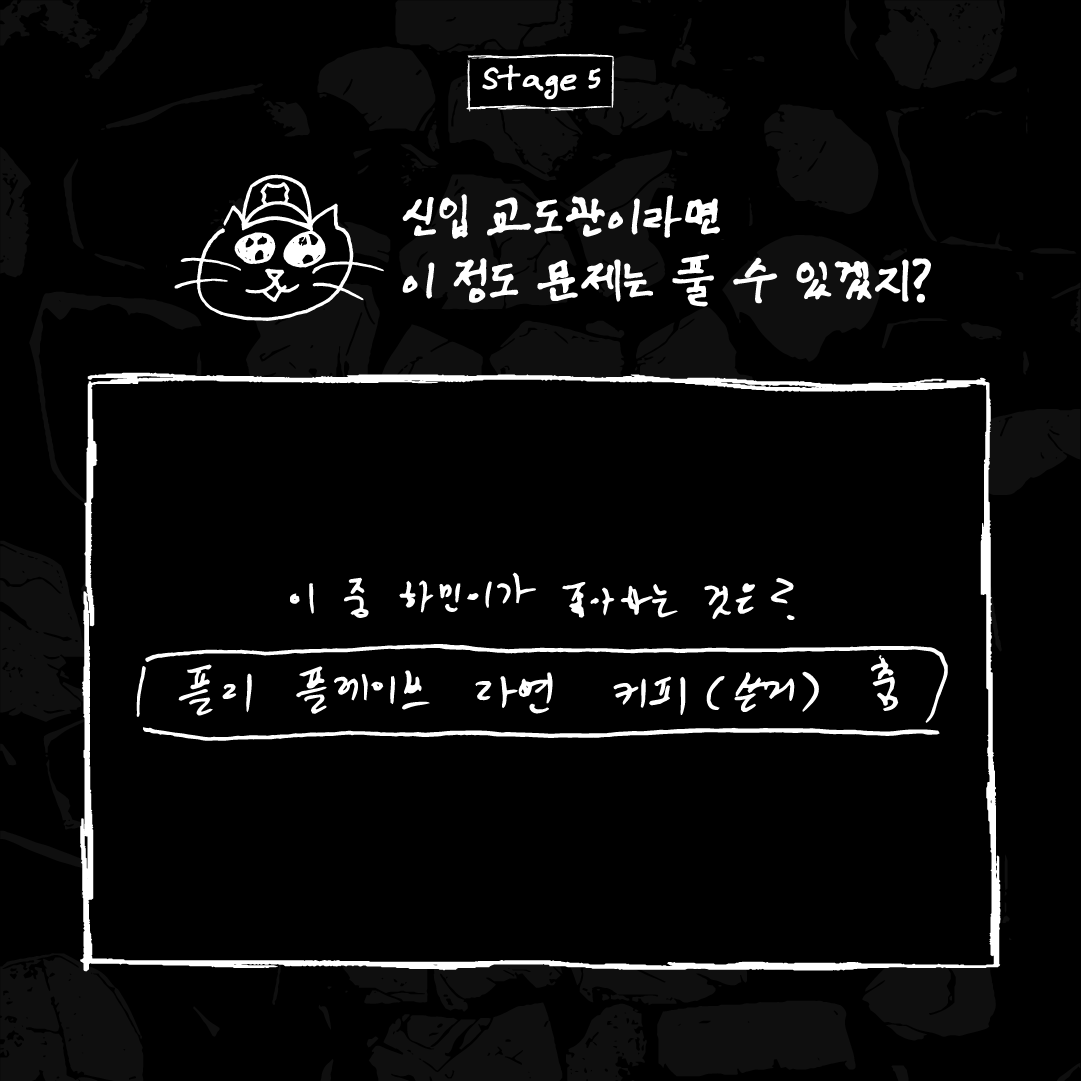 Stage 5
신입 교도관이라면
이 정도 문제는 풀 수 있겠지?
이 중 하민이가 좋아하는 것은?
플리 플레이브 라면 커피(산미) 춤